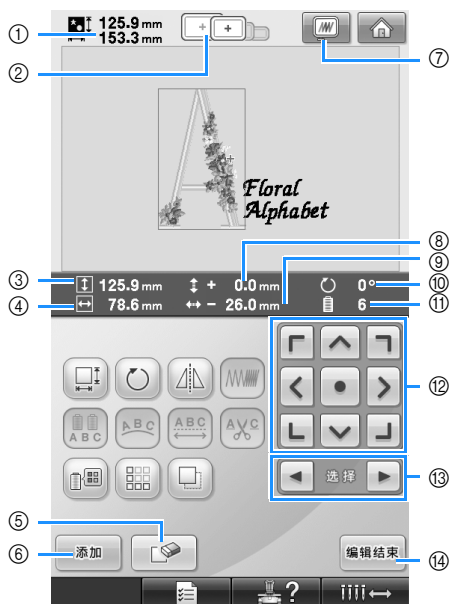 ① 125.9 mm
153.3 mm
② ⑦
Floral
Alphabet
⑧
⑨
③ 125.9 mm + 0.0 mm 0° ⑩
④ 78.6 mm - 26.0 mm 6 ⑪
⑫
A B C A B C A B C A C
⑬
选择
⑤
⑥ 添加 编辑结束 ⑭
?